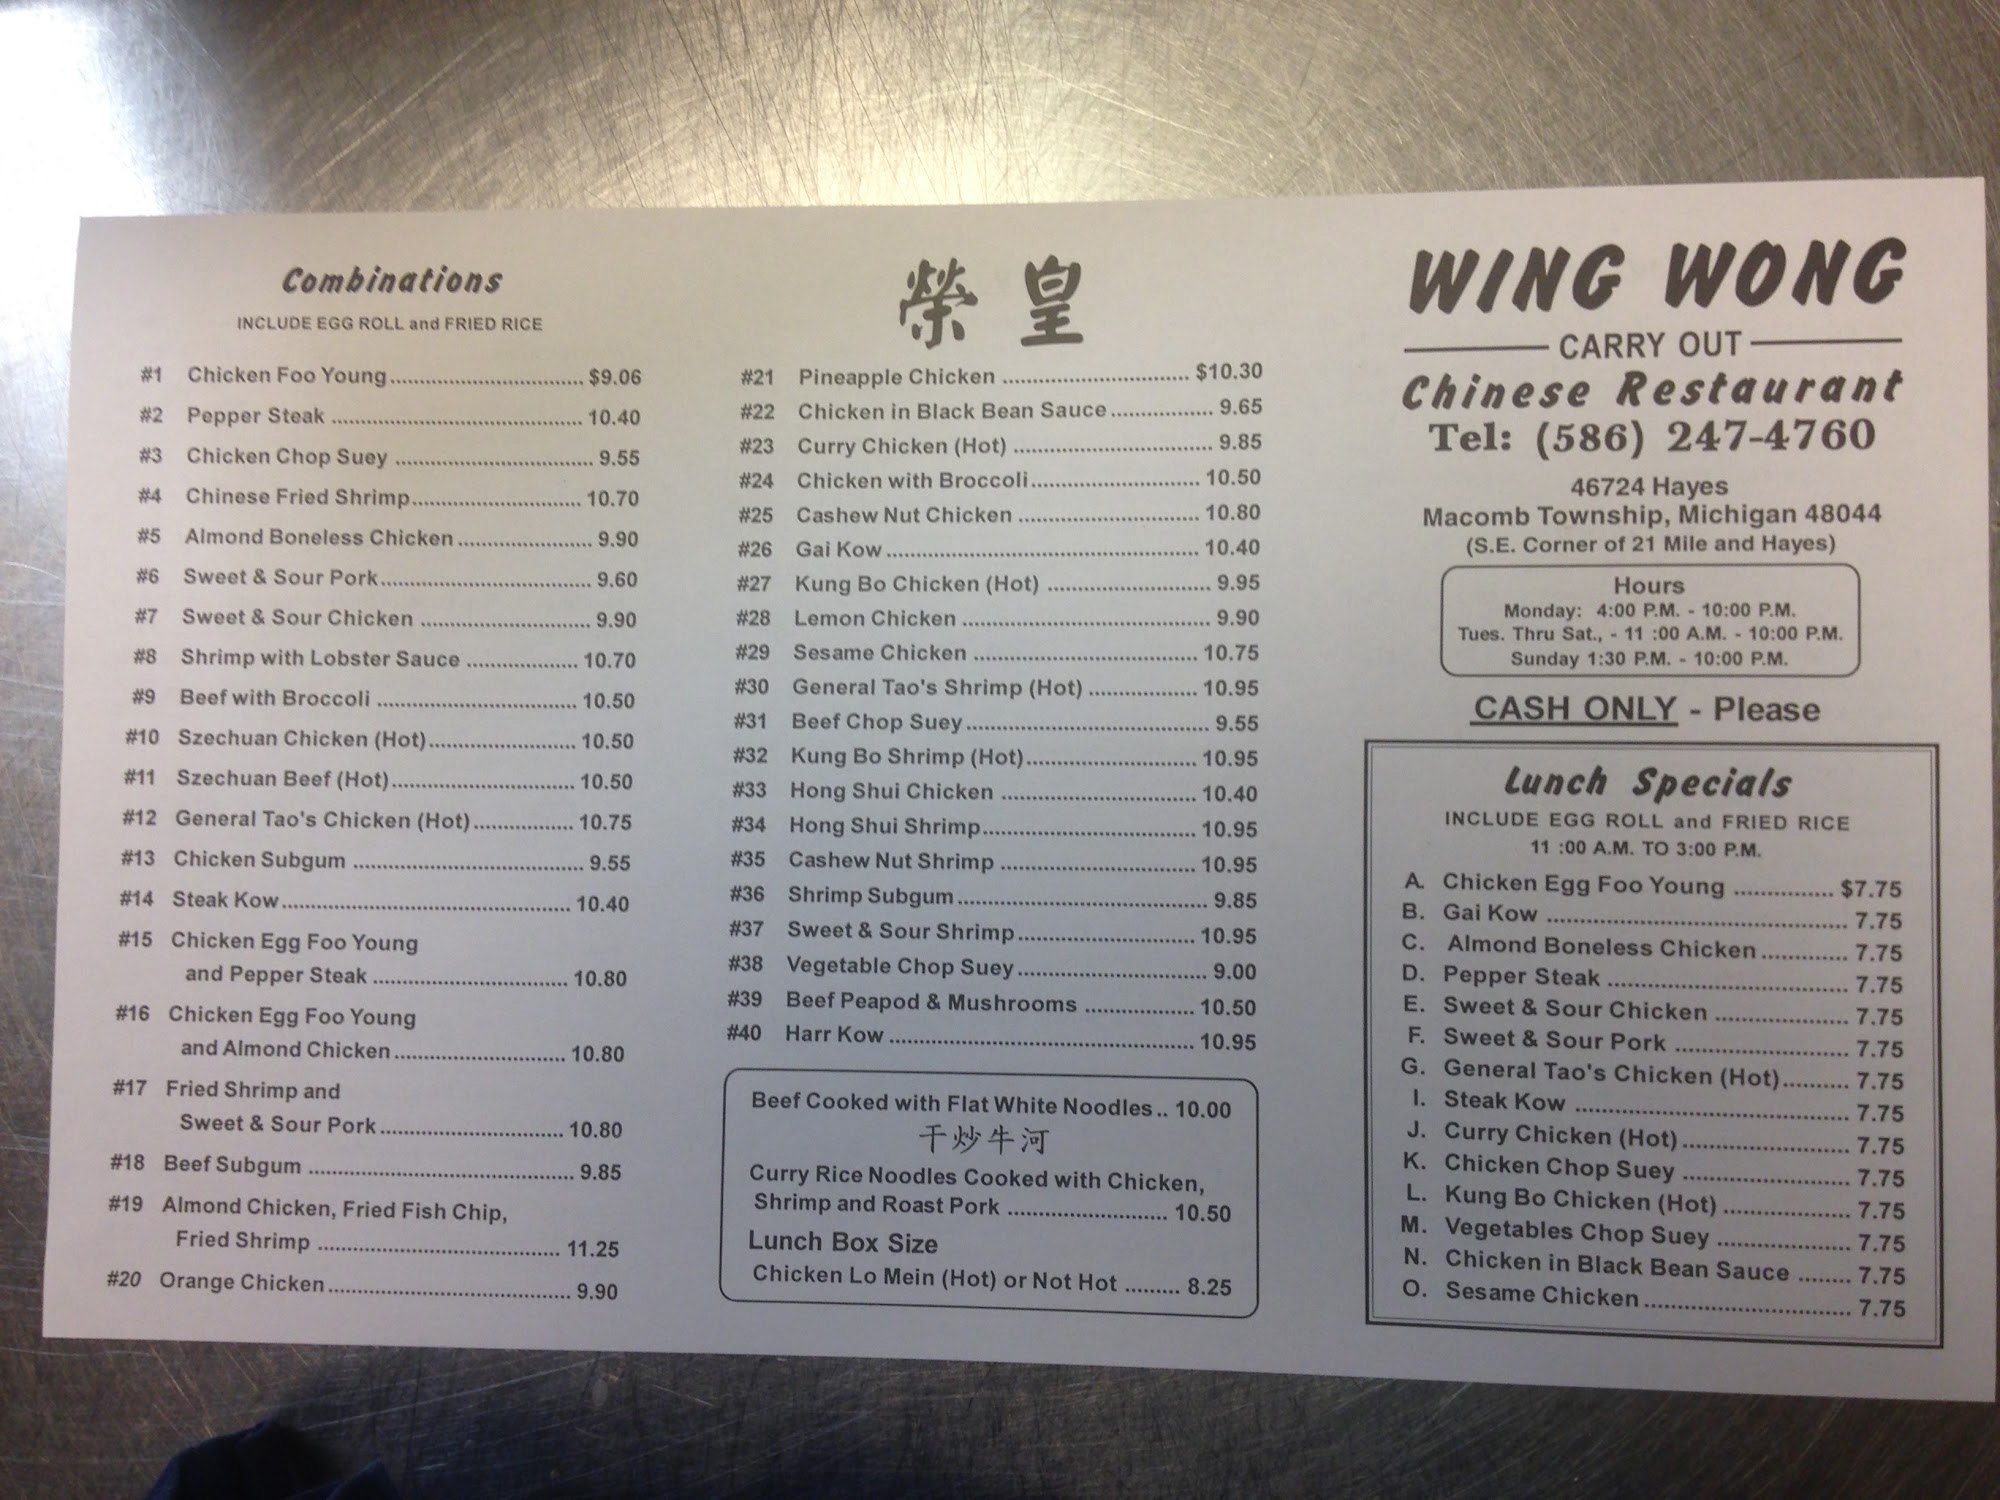 Combinations
INCLUDE EGG ROLL and FRIED RICE
#1 Chicken Foo Young ........ $9.06
#2 Pepper Steak ........ 10.40
#3 Chicken Chop Suey ........ 9.55
#4 Chinese Fried Shrimp ........ 10.70
#5 Almond Boneless Chicken ........ 9.90
#6 Sweet & Sour Pork ........ 9.60
#7 Sweet & Sour Chicken ........ 9.90
#8 Shrimp with Lobster Sauce ........ 10.70
#9 Beef with Broccoli ........ 10.50
#10 Szechuan Chicken (Hot) ........ 10.50
#11 Szechuan Beef (Hot) ........ 10.50
#12 General Tao's Chicken (Hot) ........ 10.75
#13 Chicken Subgum ........ 9.55
#14 Steak Kow ........ 10.40
#15 Chicken Egg Foo Young
and Pepper Steak ........ 10.80
#16 Chicken Egg Foo Young
and Almond Chicken ........ 10.80
#17 Fried Shrimp and
Sweet & Sour Pork ........ 10.80
#18 Beef Subgum ........ 9.85
#19 Almond Chicken, Fried Fish Chip,
Fried Shrimp ........ 11.25
#20 Orange Chicken ........ 9.90
榮皇
#21 Pineapple Chicken ........ $10.30
#22 Chicken in Black Bean Sauce ........ 9.65
#23 Curry Chicken (Hot) ........ 9.85
#24 Chicken with Broccoli ........ 10.50
#25 Cashew Nut Chicken ........ 10.80
#26 Gai Kow ........ 10.40
#27 Kung Bo Chicken (Hot) ........ 9.95
#28 Lemon Chicken ........ 9.90
#29 Sesame Chicken ........ 10.75
#30 General Tao's Shrimp (Hot) ........ 10.95
#31 Beef Chop Suey ........ 9.55
#32 Kung Bo Shrimp (Hot) ........ 10.95
#33 Hong Shui Chicken ........ 10.40
#34 Hong Shui Shrimp ........ 10.95
#35 Cashew Nut Shrimp ........ 10.95
#36 Shrimp Subgum ........ 9.85
#37 Sweet & Sour Shrimp ........ 10.95
#38 Vegetable Chop Suey ........ 9.00
#39 Beef Peapod & Mushrooms ........ 10.50
#40 Harr Kow ........ 10.95
Beef Cooked with Flat White Noodles .. 10.00
干炒牛河
Curry Rice Noodles Cooked with Chicken,
Shrimp and Roast Pork ........ 10.50
Lunch Box Size
Chicken Lo Mein (Hot) or Not Hot ........ 8.25
WING WONG
CARRY OUT
Chinese Restaurant
Tel: (586) 247-4760
46724 Hayes
Macomb Township, Michigan 48044
(S.E. Corner of 21 Mile and Hayes)
Hours
Monday: 4:00 P.M. - 10:00 P.M.
Tues. Thru Sat., - 11 :00 A.M. - 10:00 P.M.
Sunday 1:30 P.M. - 10:00 P.M.
CASH ONLY - Please
Lunch Specials
INCLUDE EGG ROLL and FRIED RICE
11 :00 A.M. TO 3:00 P.M.
A. Chicken Egg Foo Young ........ $7.75
B. Gai Kow ........ 7.75
C. Almond Boneless Chicken ........ 7.75
D. Pepper Steak ........ 7.75
E. Sweet & Sour Chicken ........ 7.75
F. Sweet & Sour Pork ........ 7.75
G. General Tao's Chicken (Hot) ........ 7.75
I. Steak Kow ........ 7.75
J. Curry Chicken (Hot) ........ 7.75
K. Chicken Chop Suey ........ 7.75
L. Kung Bo Chicken (Hot) ........ 7.75
M. Vegetables Chop Suey ........ 7.75
N. Chicken in Black Bean Sauce ........ 7.75
O. Sesame Chicken ........ 7.75